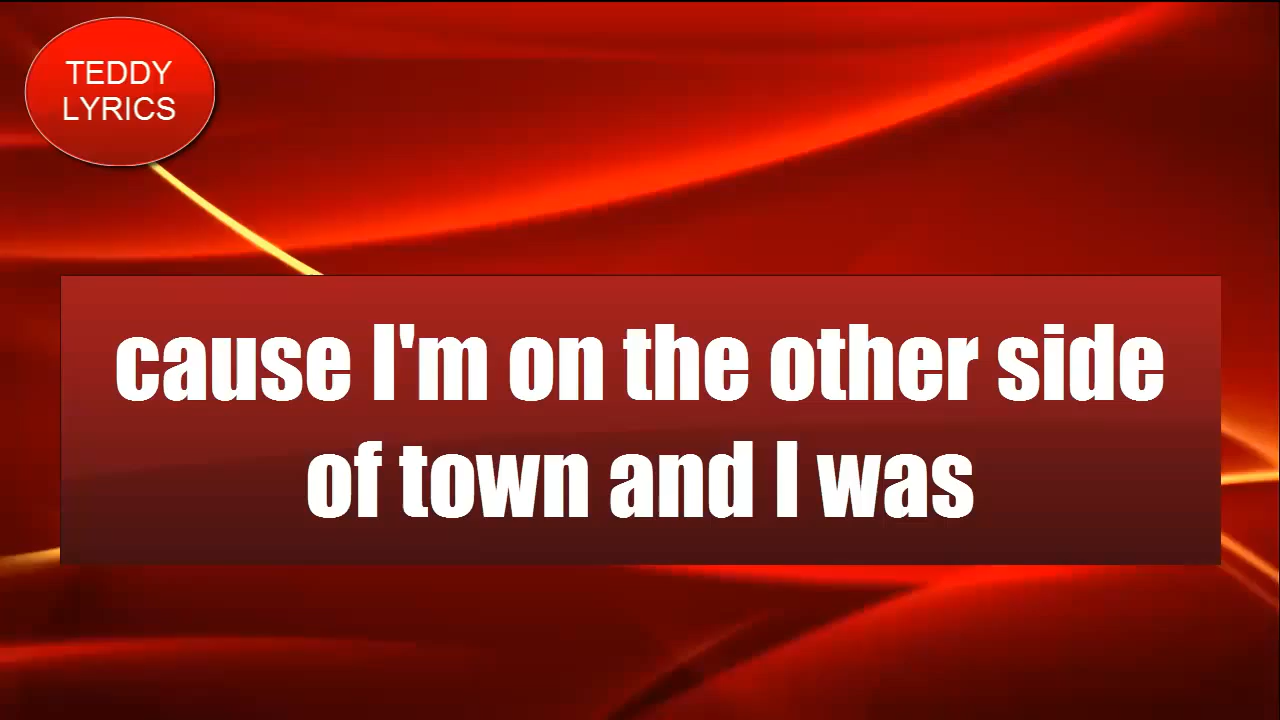 TEDDY
LYRICS
cause I'm on the other side
of town and I was